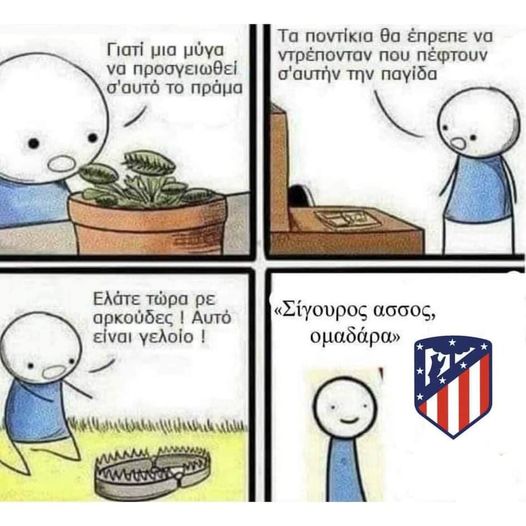 Γιατί μια μύγα
να προσγειωθεί
σ'αυτό το πράμα
Τα ποντίκια θα έπρεπε να
ντρέπονταν που πέφτουν
σ'αυτήν την παγίδα
Ελάτε τώρα ρε
αρκούδες ! Αυτό
είναι γελοίο !
«Σίγουρος ασσος,
ομαδάρα»